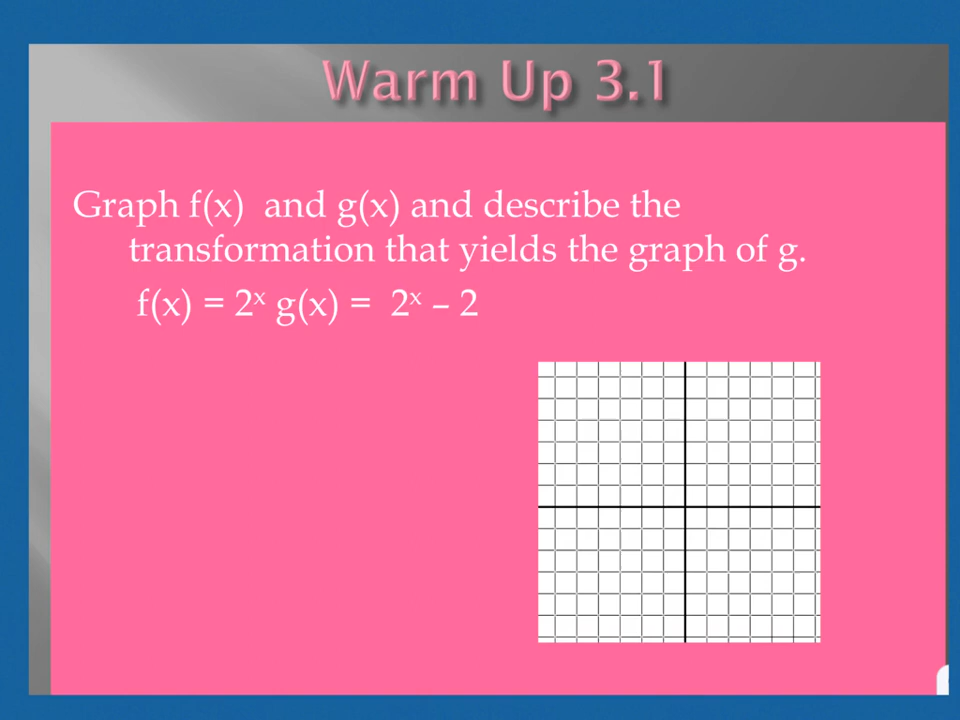 Warm Up 3.1
Graph f(x)  and g(x) and describe the
transformation that yields the graph of g.
f(x) = 2ˣ g(x) =  2ˣ – 2